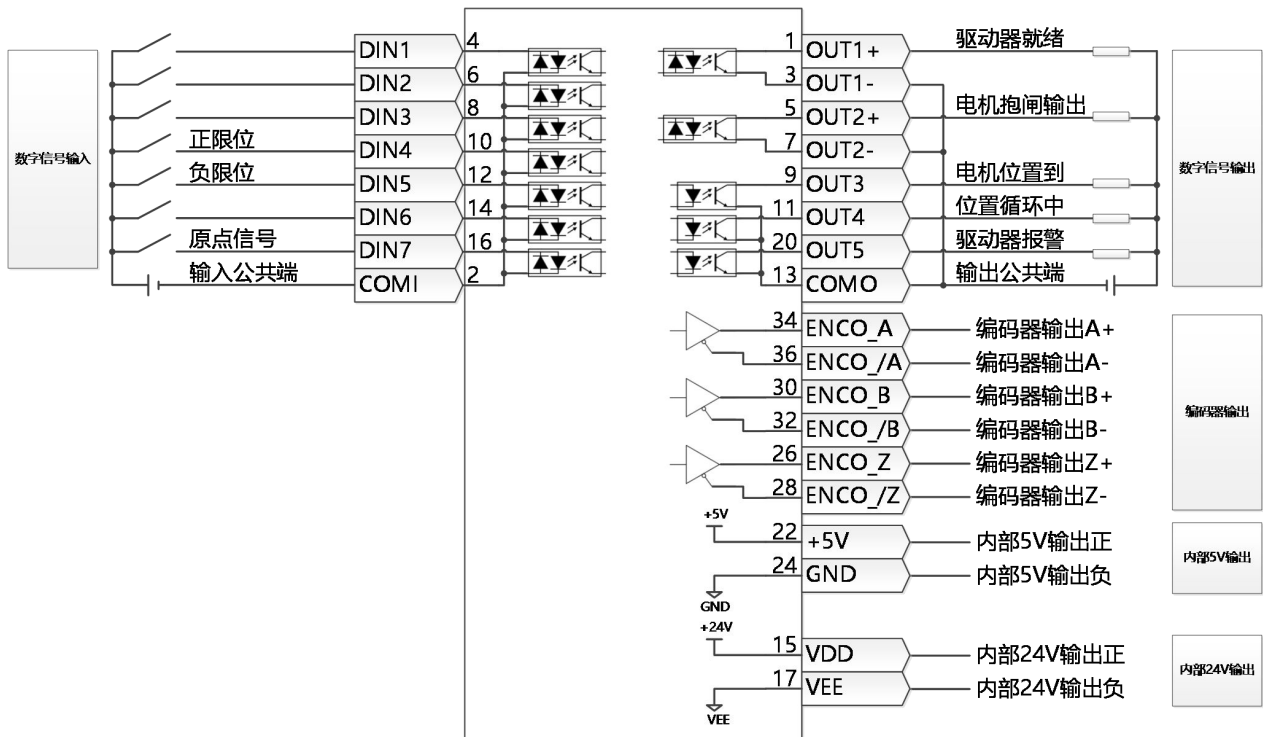 数字信号输入
DIN1
4
DIN2
6
DIN3
8
正限位
DIN4
10
负限位
DIN5
12
DIN6
14
原点信号
DIN7
16
输入公共端
COMI
2
1
OUT1+
驱动器就绪
3
OUT1-
5
OUT2+
电机抱闸输出
7
OUT2-
9
OUT3
电机位置到
11
OUT4
位置循环中
20
OUT5
驱动器报警
13
COMO
输出公共端
数字信号输出
34
ENCO_A
编码器输出A+
36
ENCO_/A
编码器输出A-
30
ENCO_B
编码器输出B+
32
ENCO_/B
编码器输出B-
26
ENCO_Z
编码器输出Z+
28
ENCO_/Z
编码器输出Z-
编码器输出
+5V
22
+5V
内部5V输出正
24
GND
内部5V输出负
GND
内部5V输出
+24V
15
VDD
内部24V输出正
17
VEE
内部24V输出负
VEE
内部24V输出